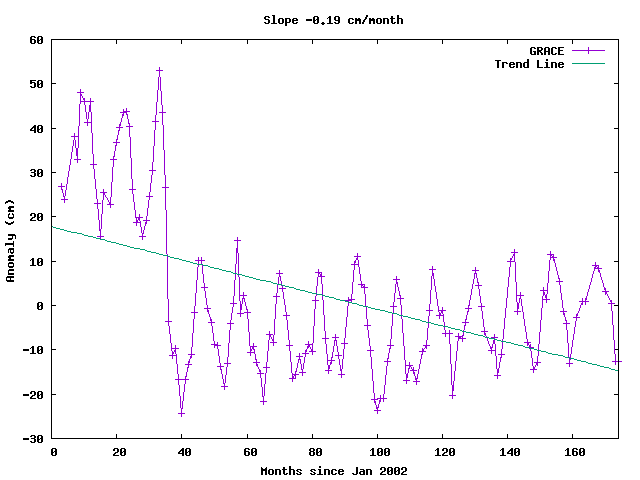 Slope -0.19 cm/month
GRACE
Trend Line
60
50
40
30
20
10
0
-10
-20
-30
Anomaly (cm)
0 20 40 60 80 100 120 140 160
Months since Jan 2002